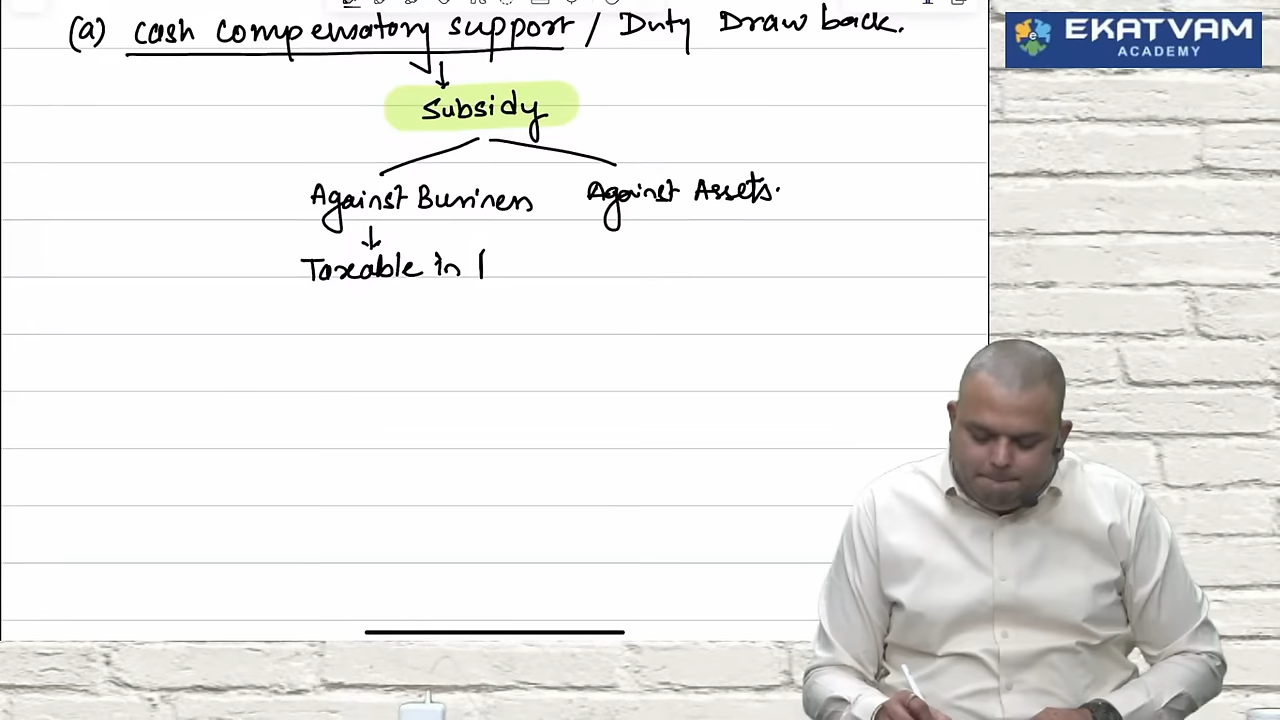 (a) Cash Compensatory support / Duty Draw back.
Subsidy
Against Business Against Assets.
Taxable in
EKATVAM
ACADEMY